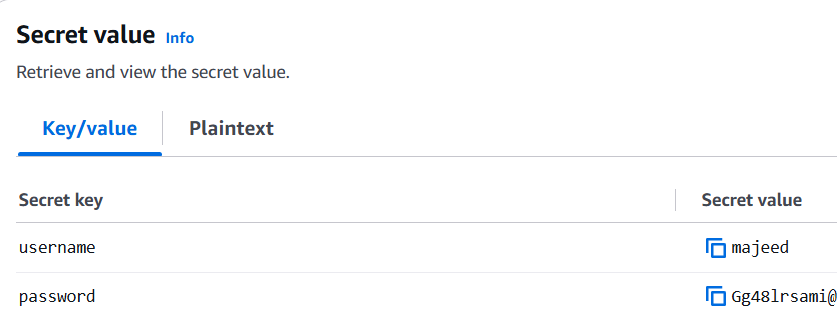 Secret value Info
Retrieve and view the secret value.
Key/value Plaintext
Secret key Secret value
username majeed
password Gg48lrsami@